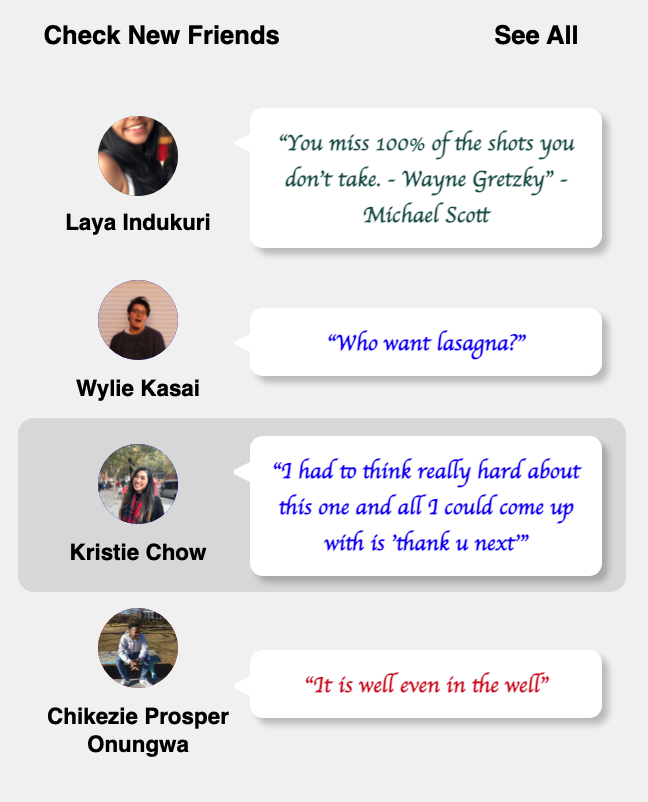 Check New Friends
See All
Laya Indukuri
“You miss 100% of the shots you
don't take. - Wayne Gretzky” -
Michael Scott
Wylie Kasai
“Who want lasagna?”
Kristie Chow
“I had to think really hard about
this one and all I could come up
with is 'thank u next'”
Chikezie Prosper
Onungwa
“It is well even in the well”